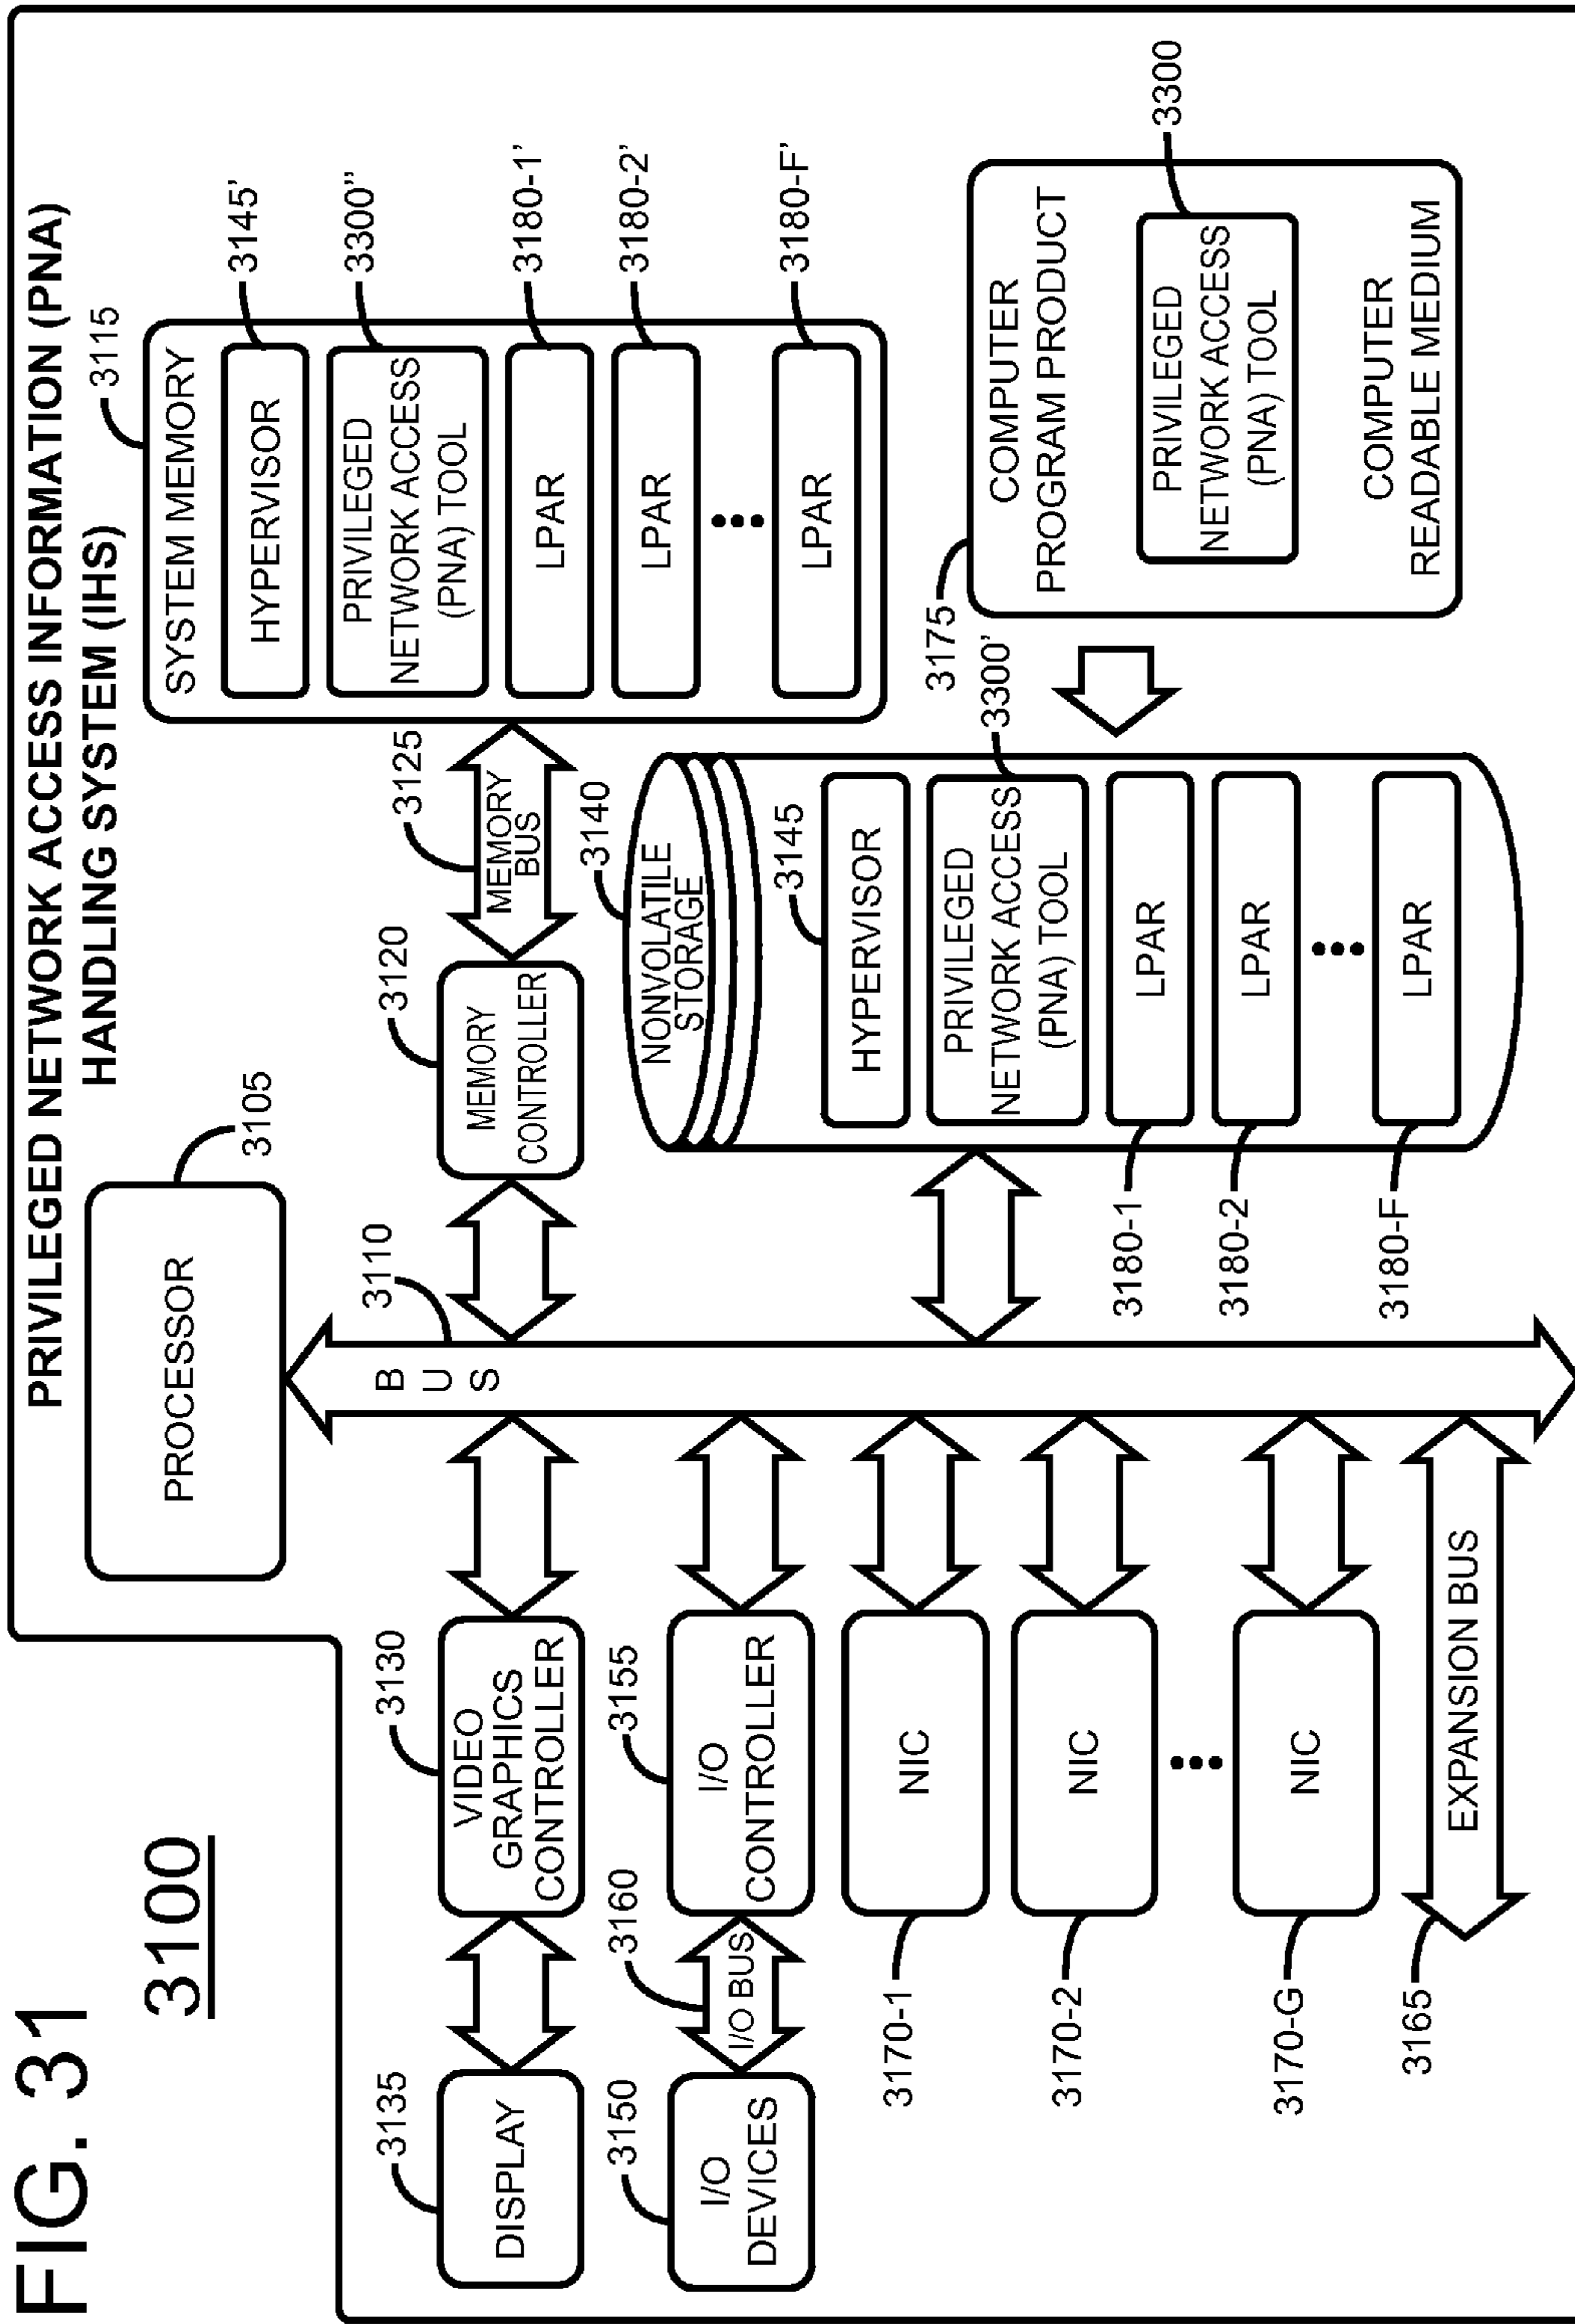 FIG. 31
3100
PRIVILEGED NETWORK ACCESS INFORMATION (PNA)
HANDLING SYSTEM (IHS)
PROCESSOR
3105
3110
B
U
S
3135
DISPLAY
3130
VIDEO
GRAPHICS
CONTROLLER
3120
MEMORY
CONTROLLER
3125
MEMORY
BUS
3115
SYSTEM MEMORY
HYPERVISOR
3145'
PRIVILEGED
NETWORK ACCESS
(PNA) TOOL
3300"
LPAR
3180-1'
LPAR
3180-2'
LPAR
3180-F'
3150
I/O
DEVICES
3160
I/O BUS
3155
I/O
CONTROLLER
NIC
3170-1
NIC
3170-2
NIC
3170-G
3165
EXPANSION BUS
3140
NONVOLATILE
STORAGE
3145
HYPERVISOR
PRIVILEGED
NETWORK ACCESS
(PNA) TOOL
3300'
LPAR
3180-1
LPAR
3180-2
LPAR
3180-F
3175
COMPUTER
PROGRAM PRODUCT
PRIVILEGED
NETWORK ACCESS
(PNA) TOOL
3300
COMPUTER
READABLE MEDIUM